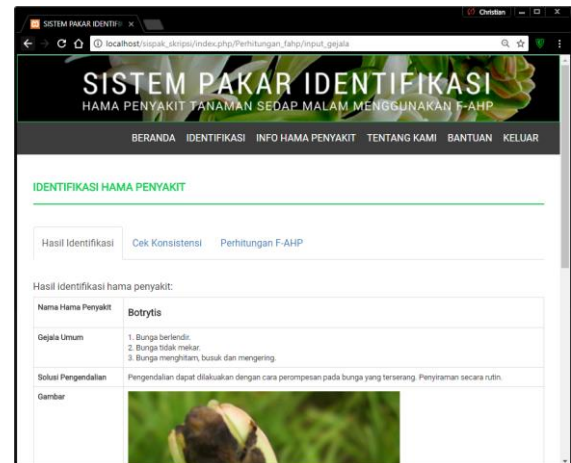 SISTEM PAKAR IDENTIFI
Christian
localhost/sispak_skripsi/index.php/Perhitungan_fahp/input_gejala
SISTEM PAKAR IDENTIFIKASI
HAMA PENYAKIT TANAMAN SEDAP MALAM MENGGUNAKAN F-AHP
BERANDA IDENTIFIKASI INFO HAMA PENYAKIT TENTANG KAMI BANTUAN KELUAR
IDENTIFIKASI HAMA PENYAKIT
Hasil Identifikasi Cek Konsistensi Perhitungan F-AHP
Hasil identifikasi hama penyakit:
Nama Hama Penyakit Botrytis
Gejala Umum 1. Bunga berlendir.
2. Bunga tidak mekar.
3. Bunga menghitam, busuk dan mengering.
Solusi Pengendalian Pengendalian dapat dilakuakan dengan cara perompesan pada bunga yang terserang. Penyiraman secara rutin.
Gambar